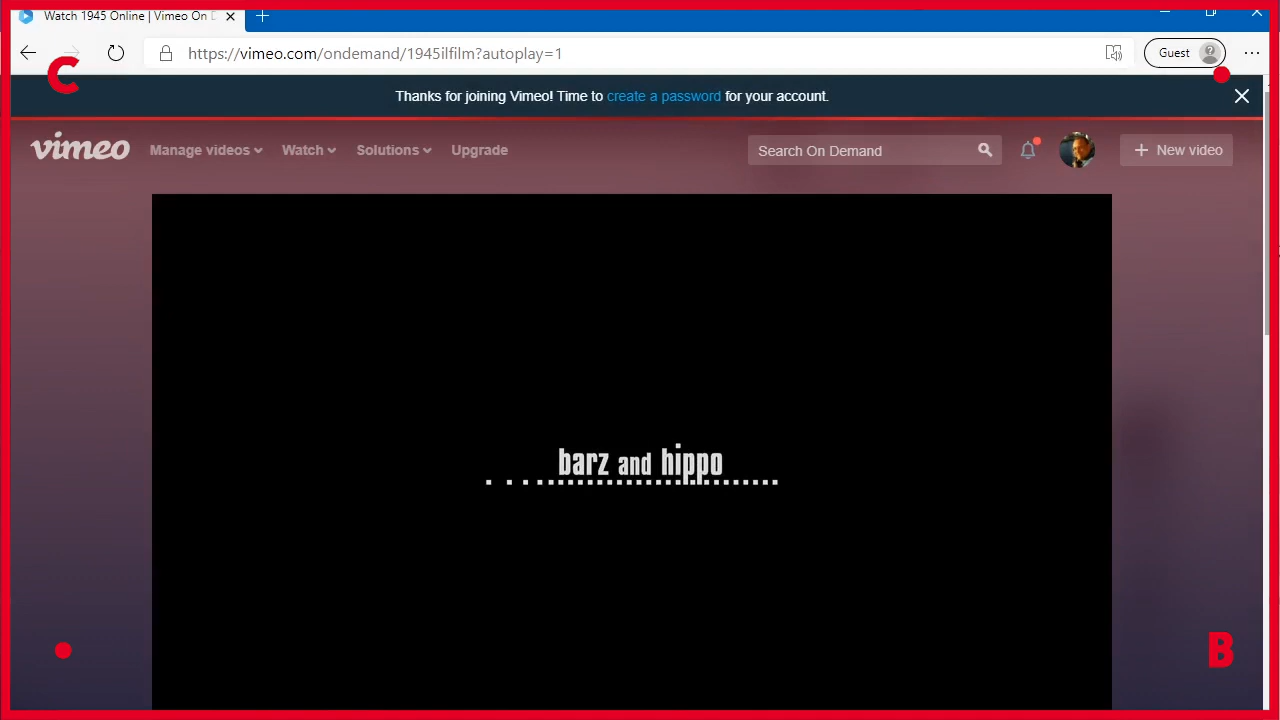 Watch 1945 Online | Vimeo On D
https://vimeo.com/ondemand/1945ilfilm?autoplay=1
Guest
C
Thanks for joining Vimeo! Time to create a password for your account.
vimeo Manage videos Watch Solutions Upgrade Search On Demand + New video
barz and hippo
B